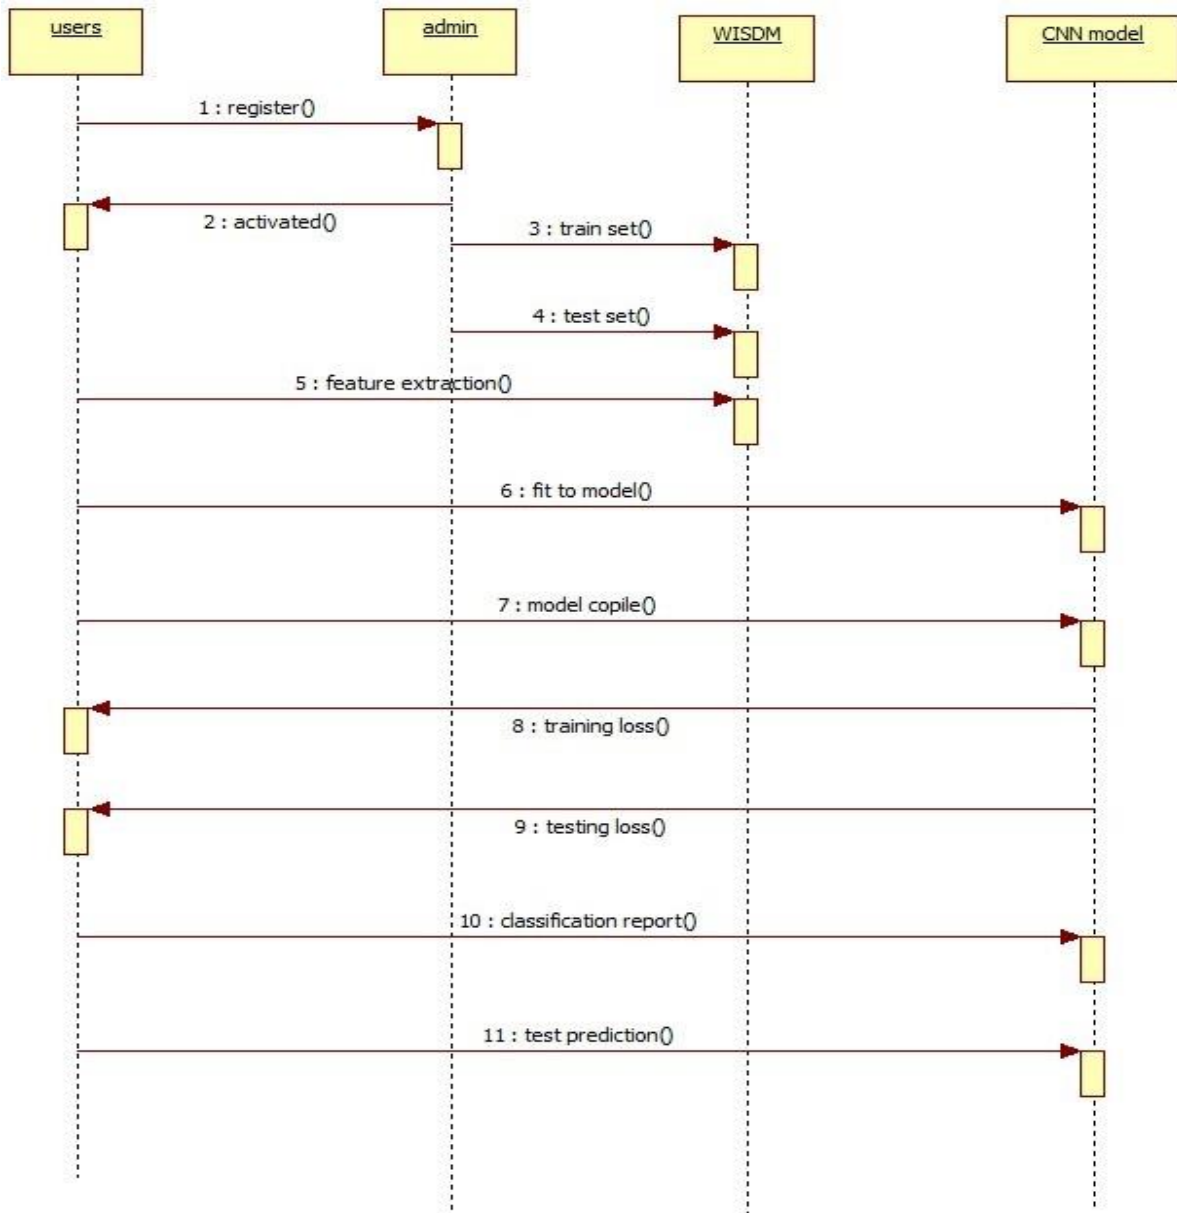 users
admin
WISDM
CNN model
1 : register()
2 : activated()
3 : train set()
4 : test set()
5 : feature extraction()
6 : fit to model()
7 : model copile()
8 : training loss()
9 : testing loss()
10 : classification report()
11 : test prediction()